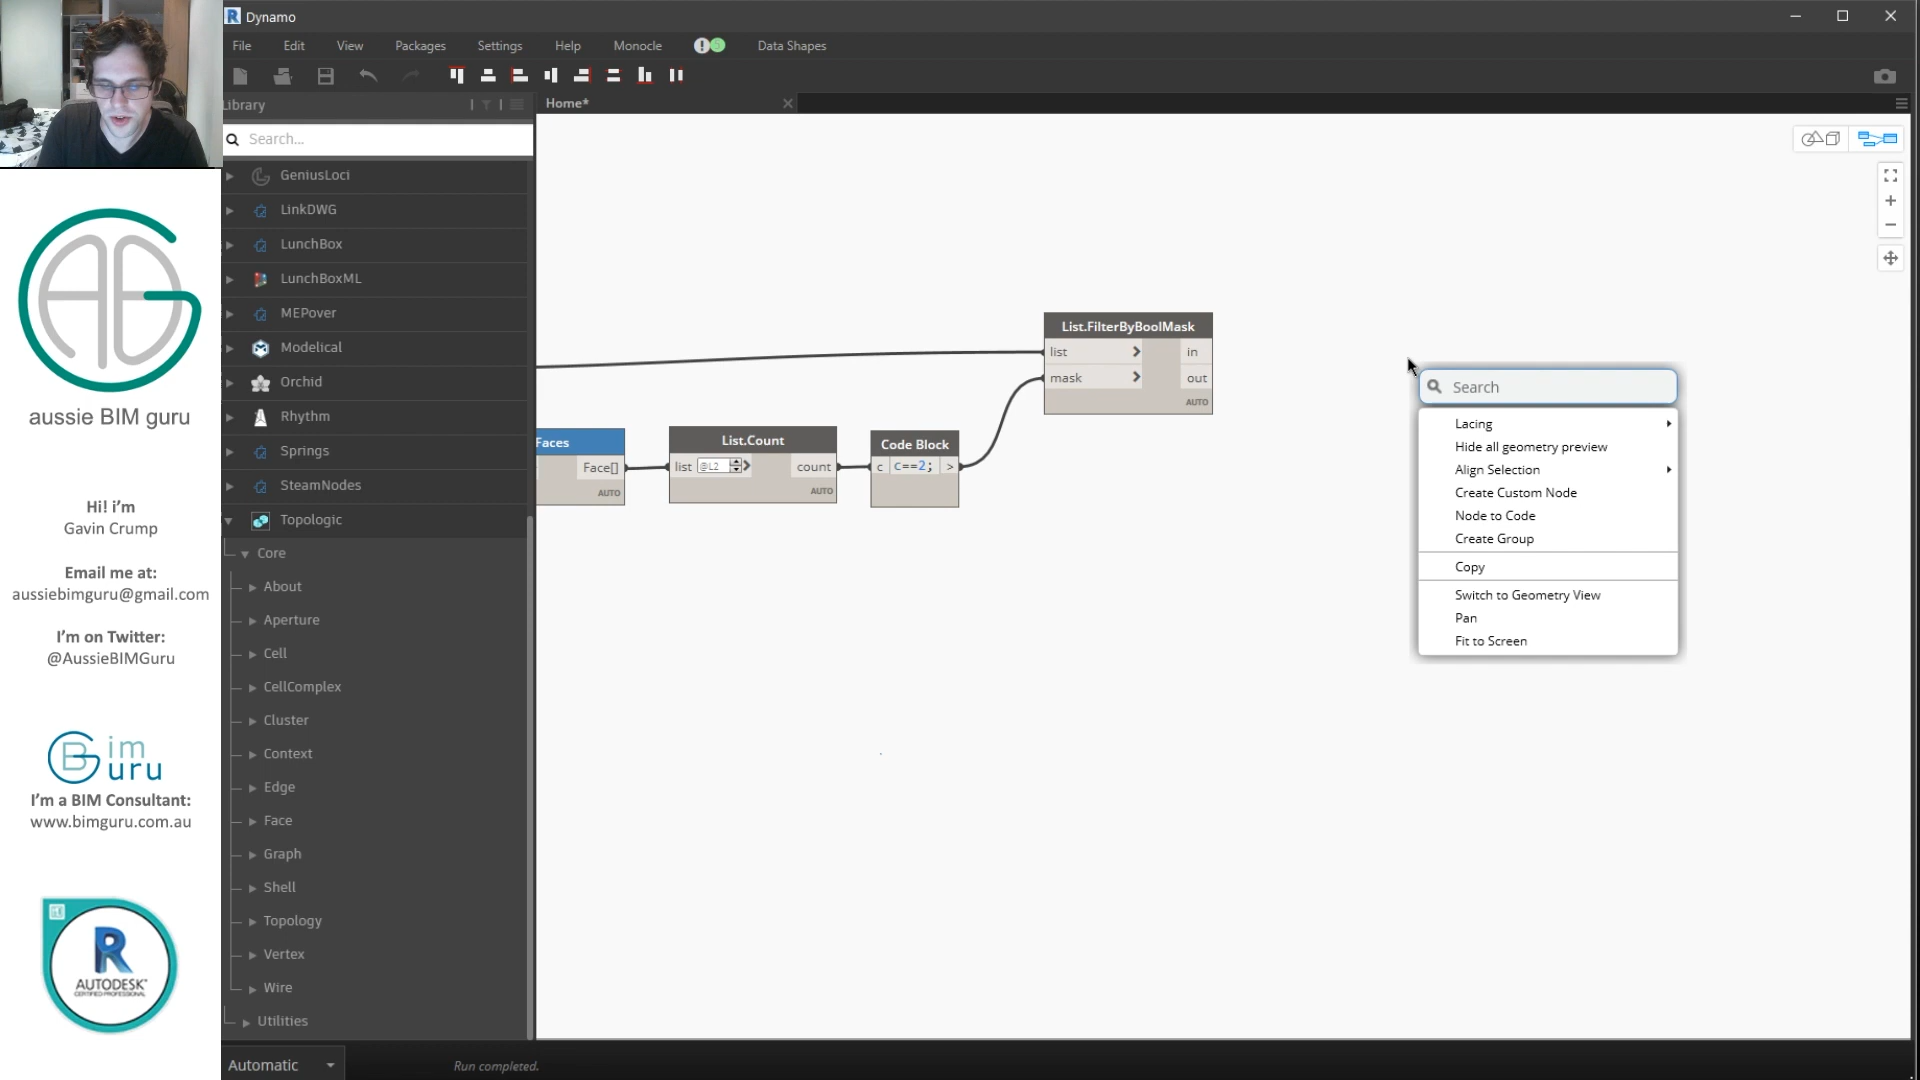 Dynamo
File Edit View Packages Settings Help Monocle Data Shapes
Library
Home*
Search...
GeniusLoci
LinkDWG
LunchBox
LunchBoxML
MEPover
Modelical
Orchid
Rhythm
Springs
SteamNodes
Topologic
Core
About
Aperture
Cell
CellComplex
Cluster
Context
Edge
Face
Graph
Shell
Topology
Vertex
Wire
Utilities
Automatic
Run completed.
Faces
Face[]
AUTO
List.Count
list @L2 count
AUTO
Code Block
c c==2; >
List.FilterByBoolMask
list in
mask out
AUTO
Search
Lacing
Hide all geometry preview
Align Selection
Create Custom Node
Node to Code
Create Group
Copy
Switch to Geometry View
Pan
Fit to Screen
aussie BIM guru
Hi! i'm
Gavin Crump
Email me at:
aussiebimguru@gmail.com
I'm on Twitter:
@AussieBIMGuru
Bim
Guru
I'm a BIM Consultant:
www.bimguru.com.au
R
AUTODESK
CERTIFIED PROFESSIONAL